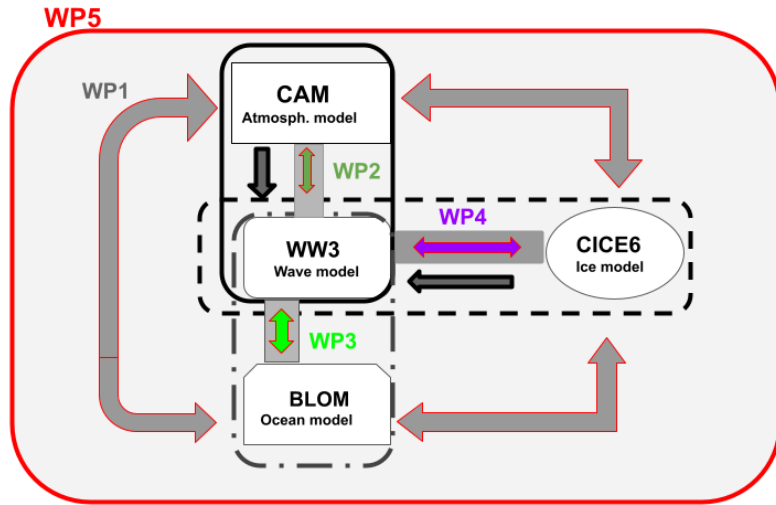 WP5
WP1
CAM
Atmosph. model
WP2
WP4
WW3
Wave model
CICE6
Ice model
WP3
BLOM
Ocean model